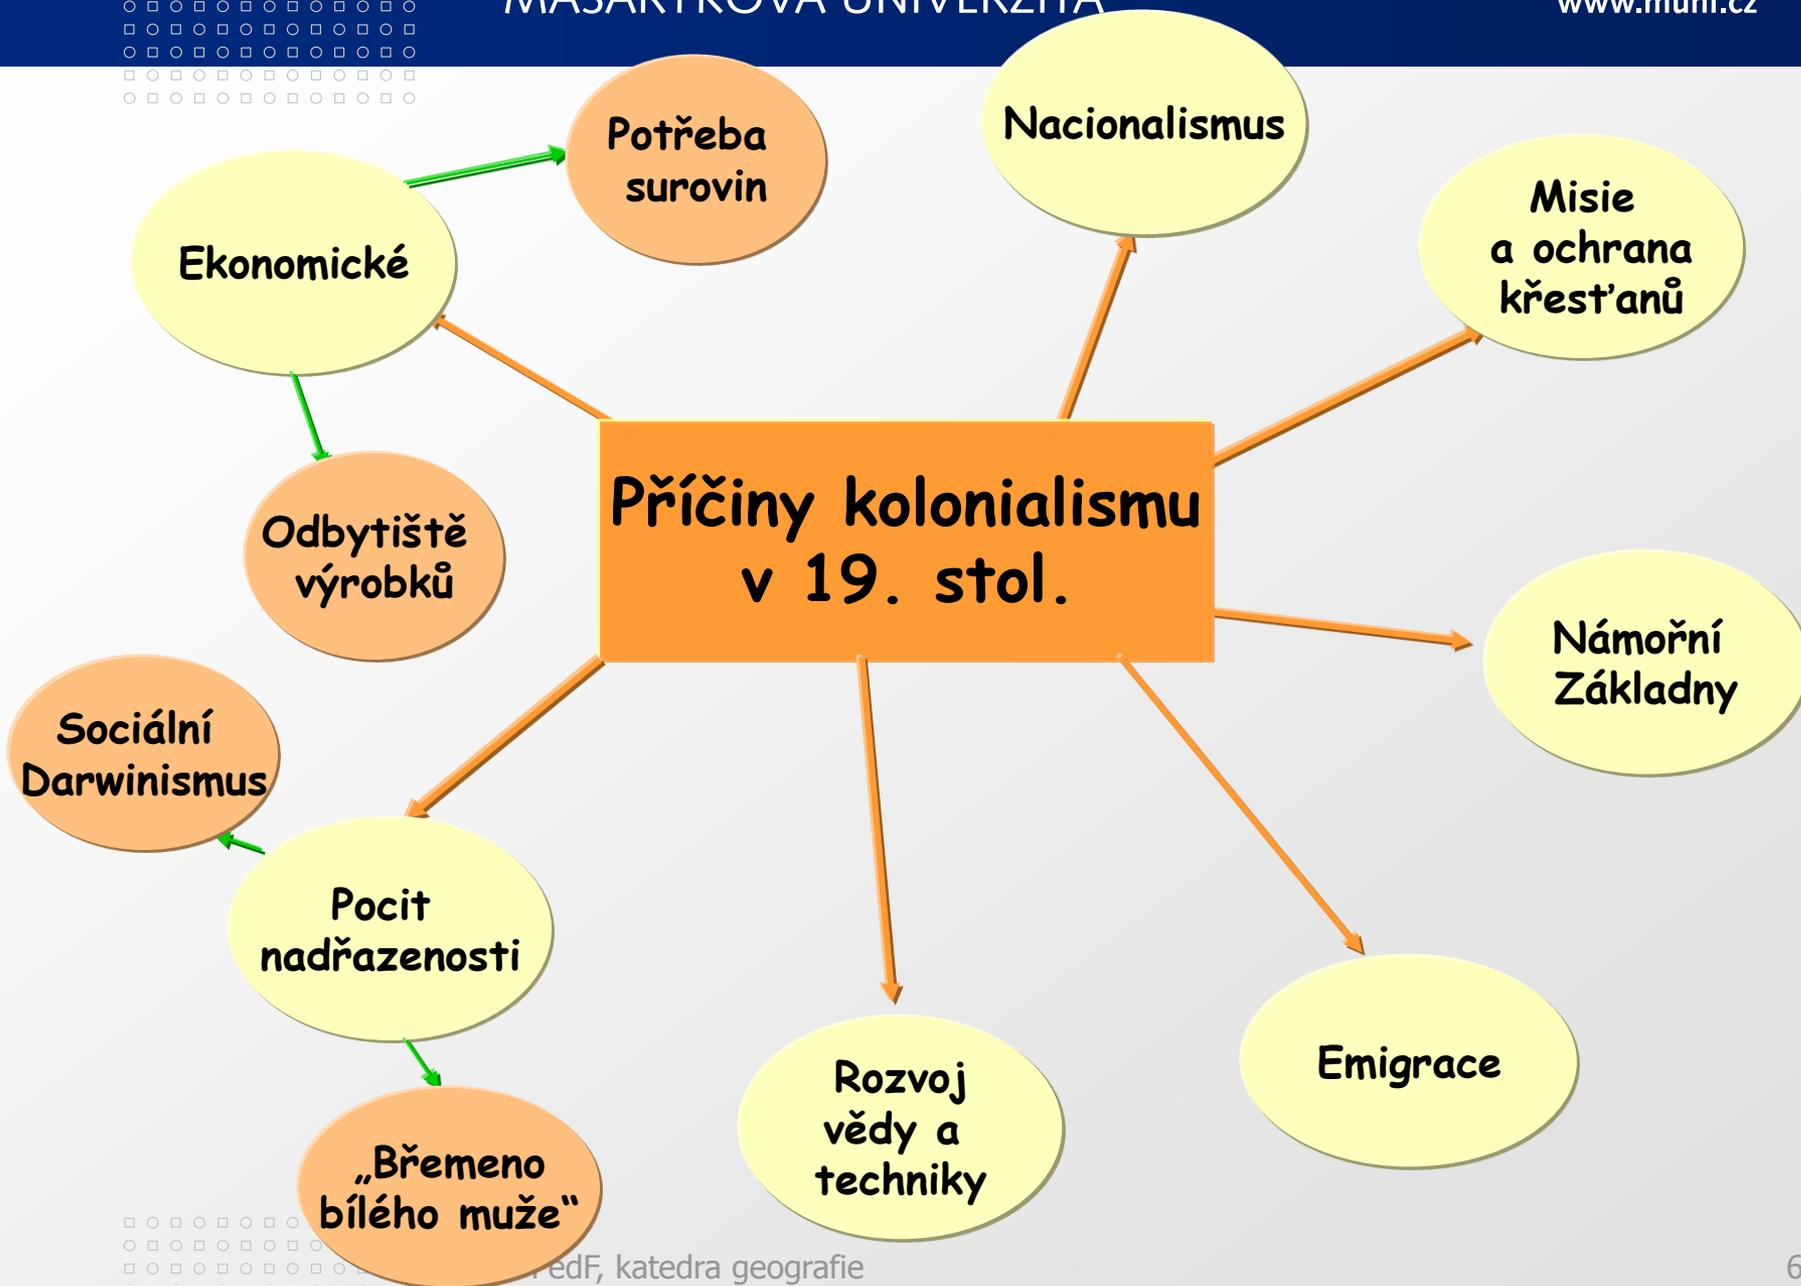 MASARYKOVA UNIVERZITA
www.muni.cz
Potřeba
surovin
Nacionalismus
Misie
a ochrana
křesťanů
Ekonomické
Příčiny kolonialismu
v 19. stol.
Odbytiště
výrobků
Námořní
Základny
Sociální
Darwinismus
Pocit
nadřazenosti
Rozvoj
vědy a
techniky
Emigrace
„Břemeno
bílého muže“
edF, katedra geografie
6